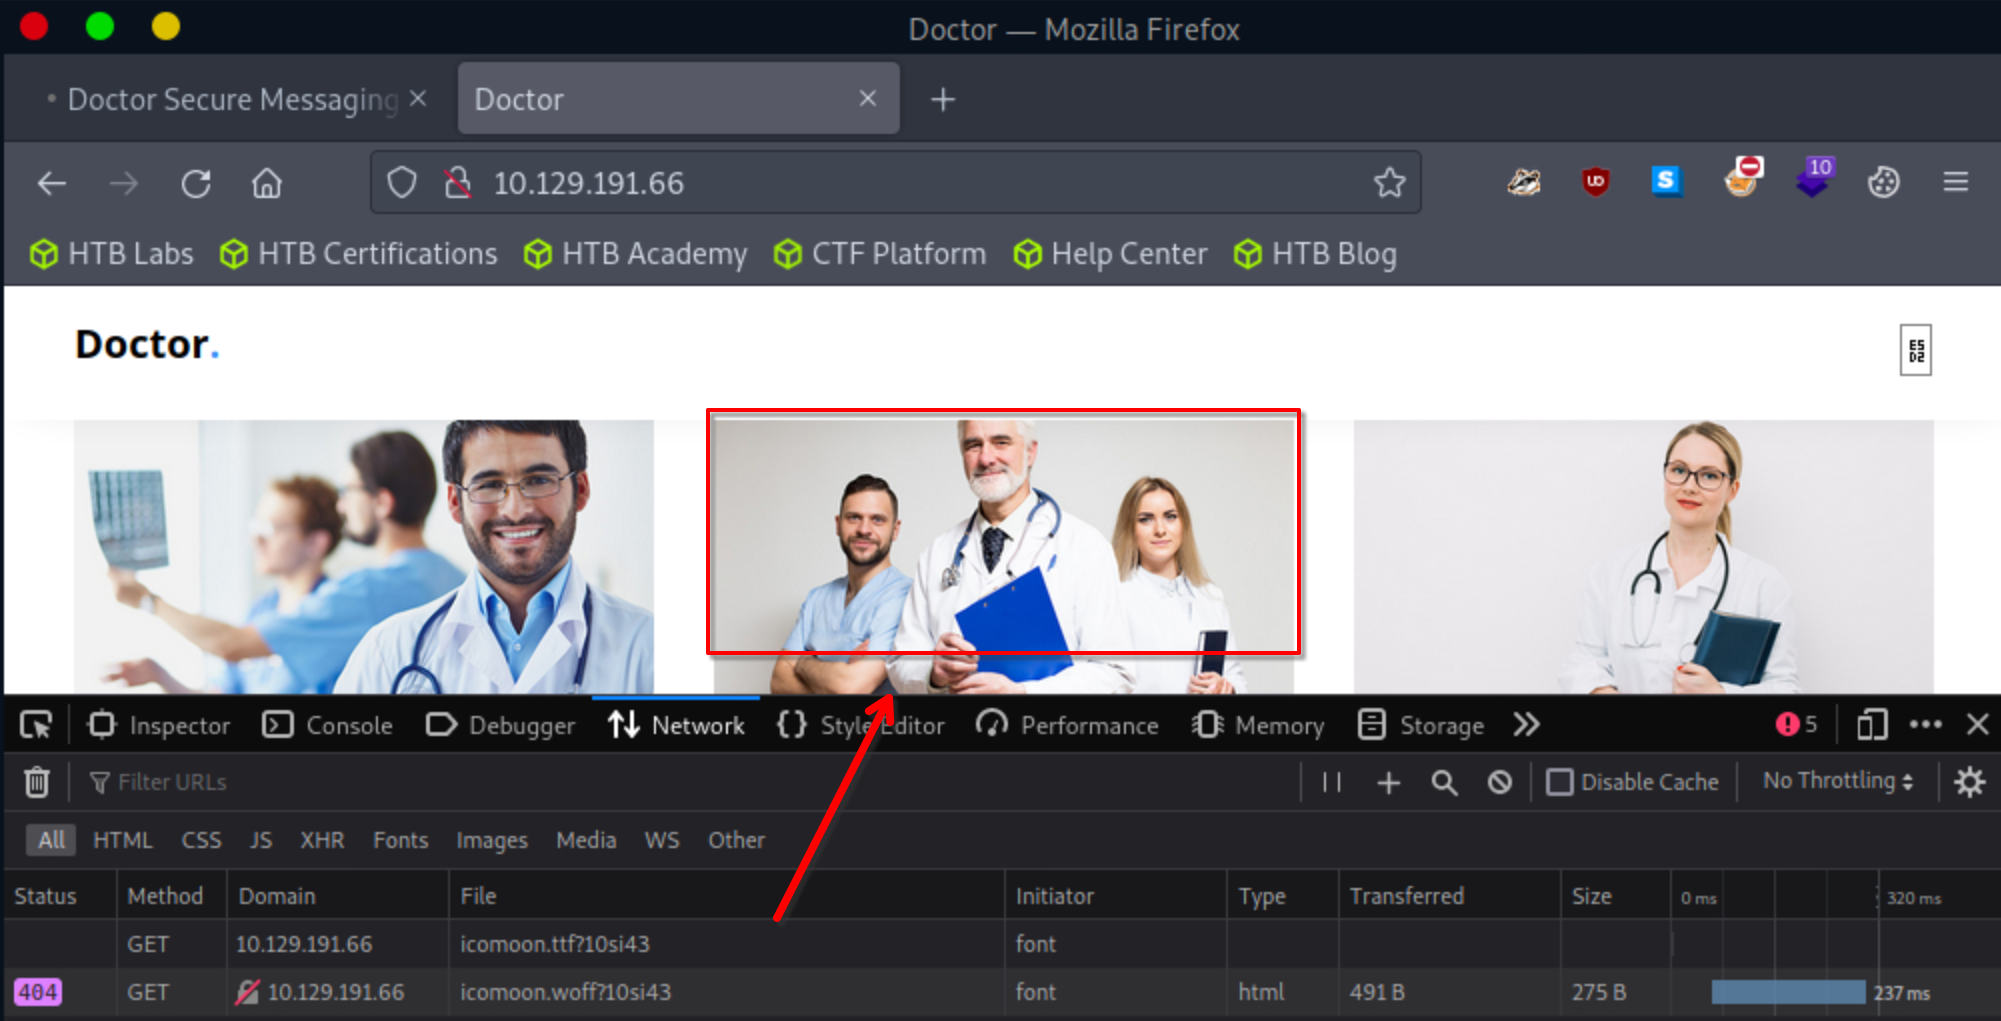 Doctor — Mozilla Firefox
Doctor Secure Messaging
Doctor
10.129.191.66
10
HTB Labs HTB Certifications HTB Academy CTF Platform Help Center HTB Blog
Doctor.
E5
D2
Inspector Console Debugger Network Style Editor Performance Memory Storage 5
Filter URLs Disable Cache No Throttling
All HTML CSS JS XHR Fonts Images Media WS Other
Status Method Domain File Initiator Type Transferred Size 0 ms 320 ms
GET 10.129.191.66 icomoon.ttf?10si43 font
404 GET 10.129.191.66 icomoon.woff?10si43 font html 491 B 275 B 237 ms